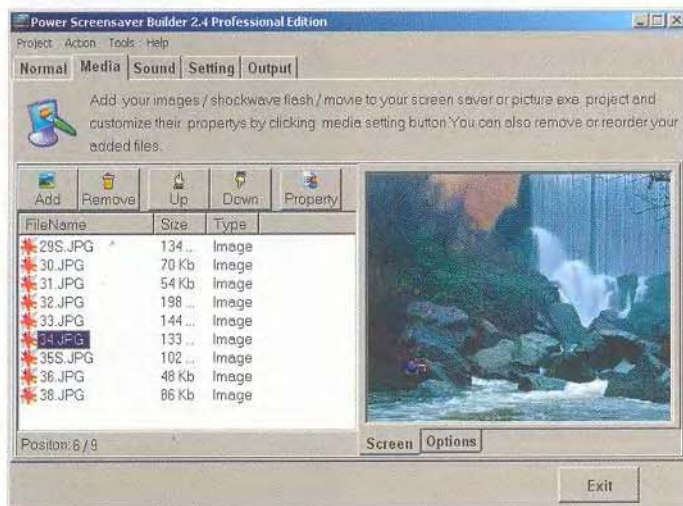 Power Screensaver Builder 2.4 Professional Edition
Project Action Tools Help
Normal Media Sound Setting Output
Add your images / shockwave flash / movie to your screen saver or picture exe project and
customize their propertys by clicking media setting button.You can also remove or reorder your
added files.
Add Remove Up Down Property
FileName Size Type
29S.JPG 134... Image
30.JPG 70 Kb Image
31.JPG 54 Kb Image
32.JPG 198... Image
33.JPG 144... Image
34.JPG 133... Image
35S.JPG 102... Image
36.JPG 48 Kb Image
38.JPG 86 Kb Image
Positon:6 / 9
Screen Options
Exit